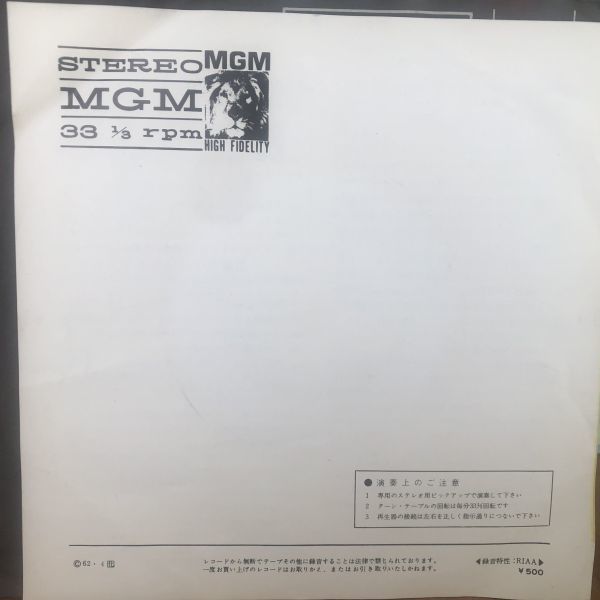 STEREO
MGM
33 ⅓ rpm
MGM
HIGH FIDELITY
● 演奏上のご注意
1 専用のステレオ用ピックアップで演奏して下さい
2 ターン・テーブルの回転は毎分33⅓回転です
3 再生器の接続は左右を正しく指示通りにつないで下さい
Ⓒ62・4
レコードから無断でテープその他に録音することは法律で禁じられております。
一度お買い上げのレコードはお取りかえ、またはお引き取りいたしかねます。
◀録音特性:RIAA▶
¥500